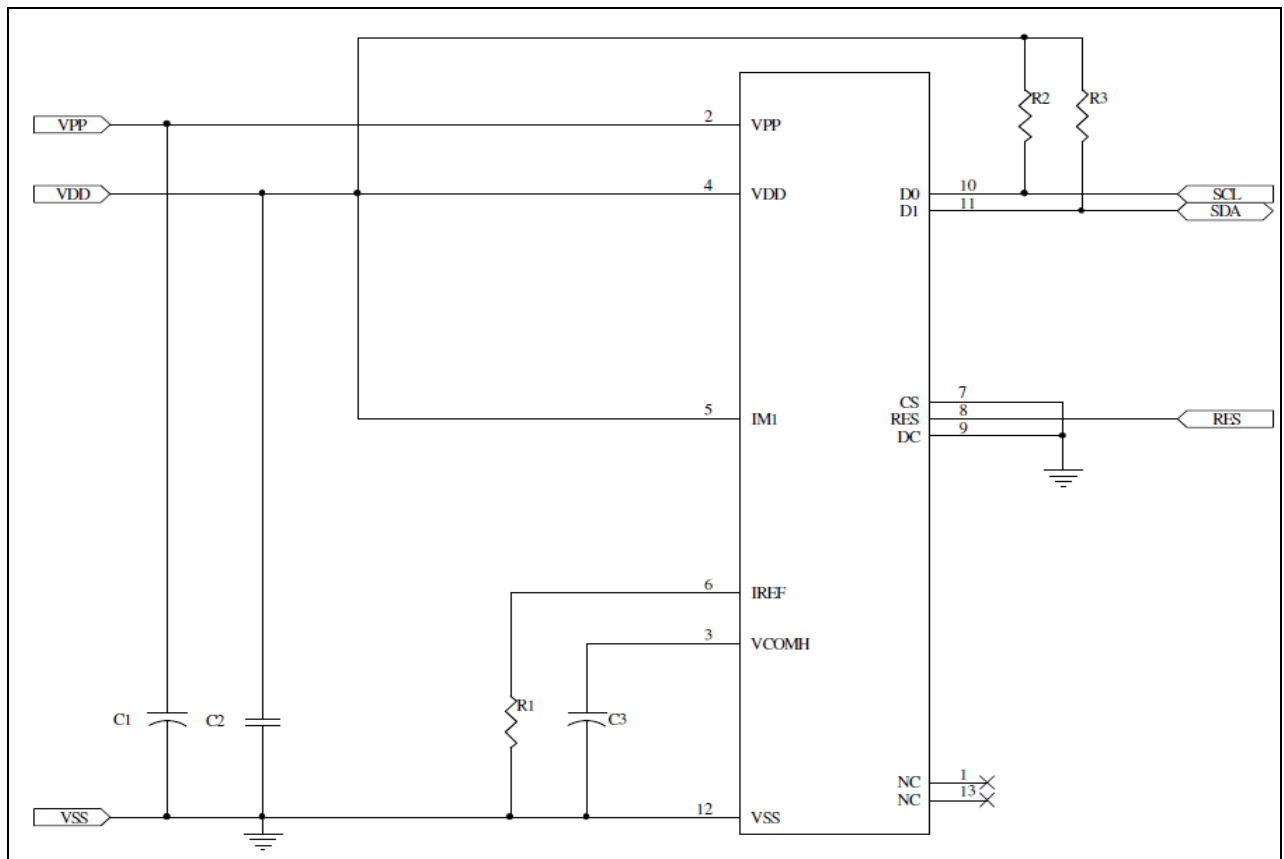 R2
R3
VPP
2
VPP
VDD
4
VDD
D0
10
SCL
D1
11
SDA
5
IM1
CS
7
RES
8
RES
DC
9
6
IREF
3
VCOMH
R1
C1
C2
C3
NC
1
NC
13
VSS
12
VSS